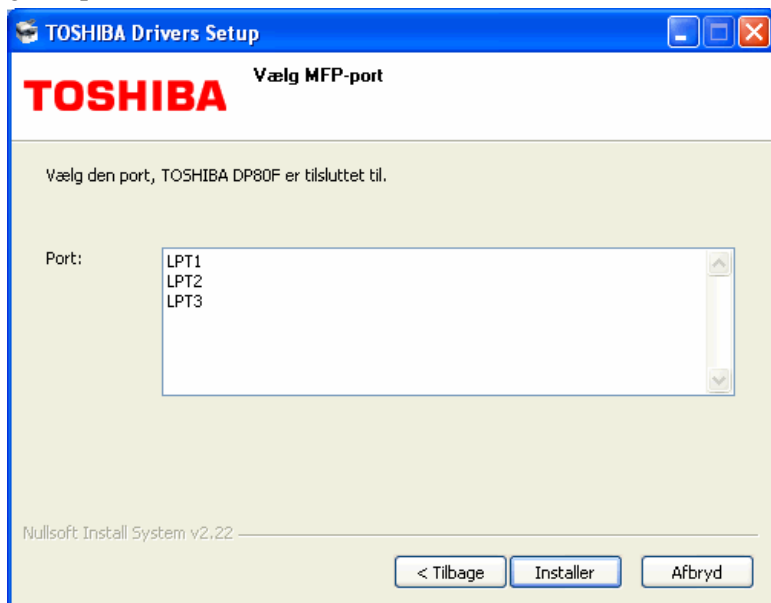 TOSHIBA Drivers Setup
TOSHIBA
Vælg MFP-port
Vælg den port, TOSHIBA DP80F er tilsluttet til.
Port:
LPT1
LPT2
LPT3
Nullsoft Install System v2.22
< Tilbage
Installer
Afbryd